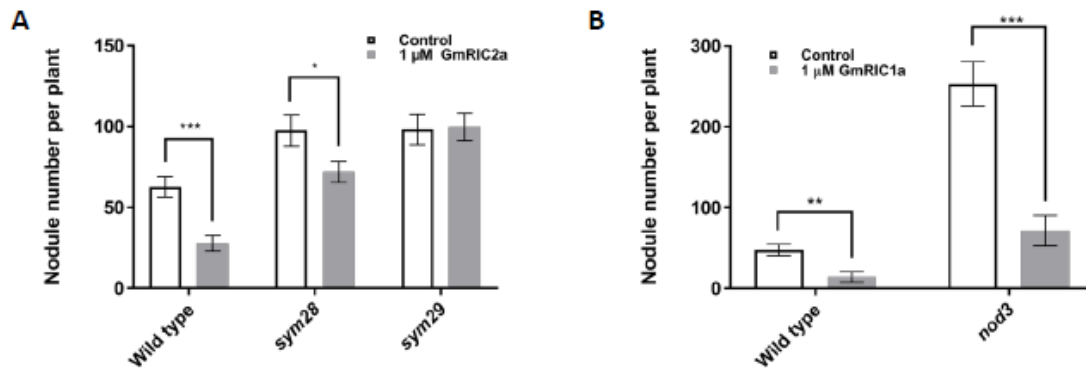 A
Nodule number per plant
150
100
50
0
Control
1 µM GmRIC2a
***
*
Wild type
sym28
sym29
B
Nodule number per plant
300
200
100
0
Control
1 µM GmRIC1a
**
***
Wild type
nod3